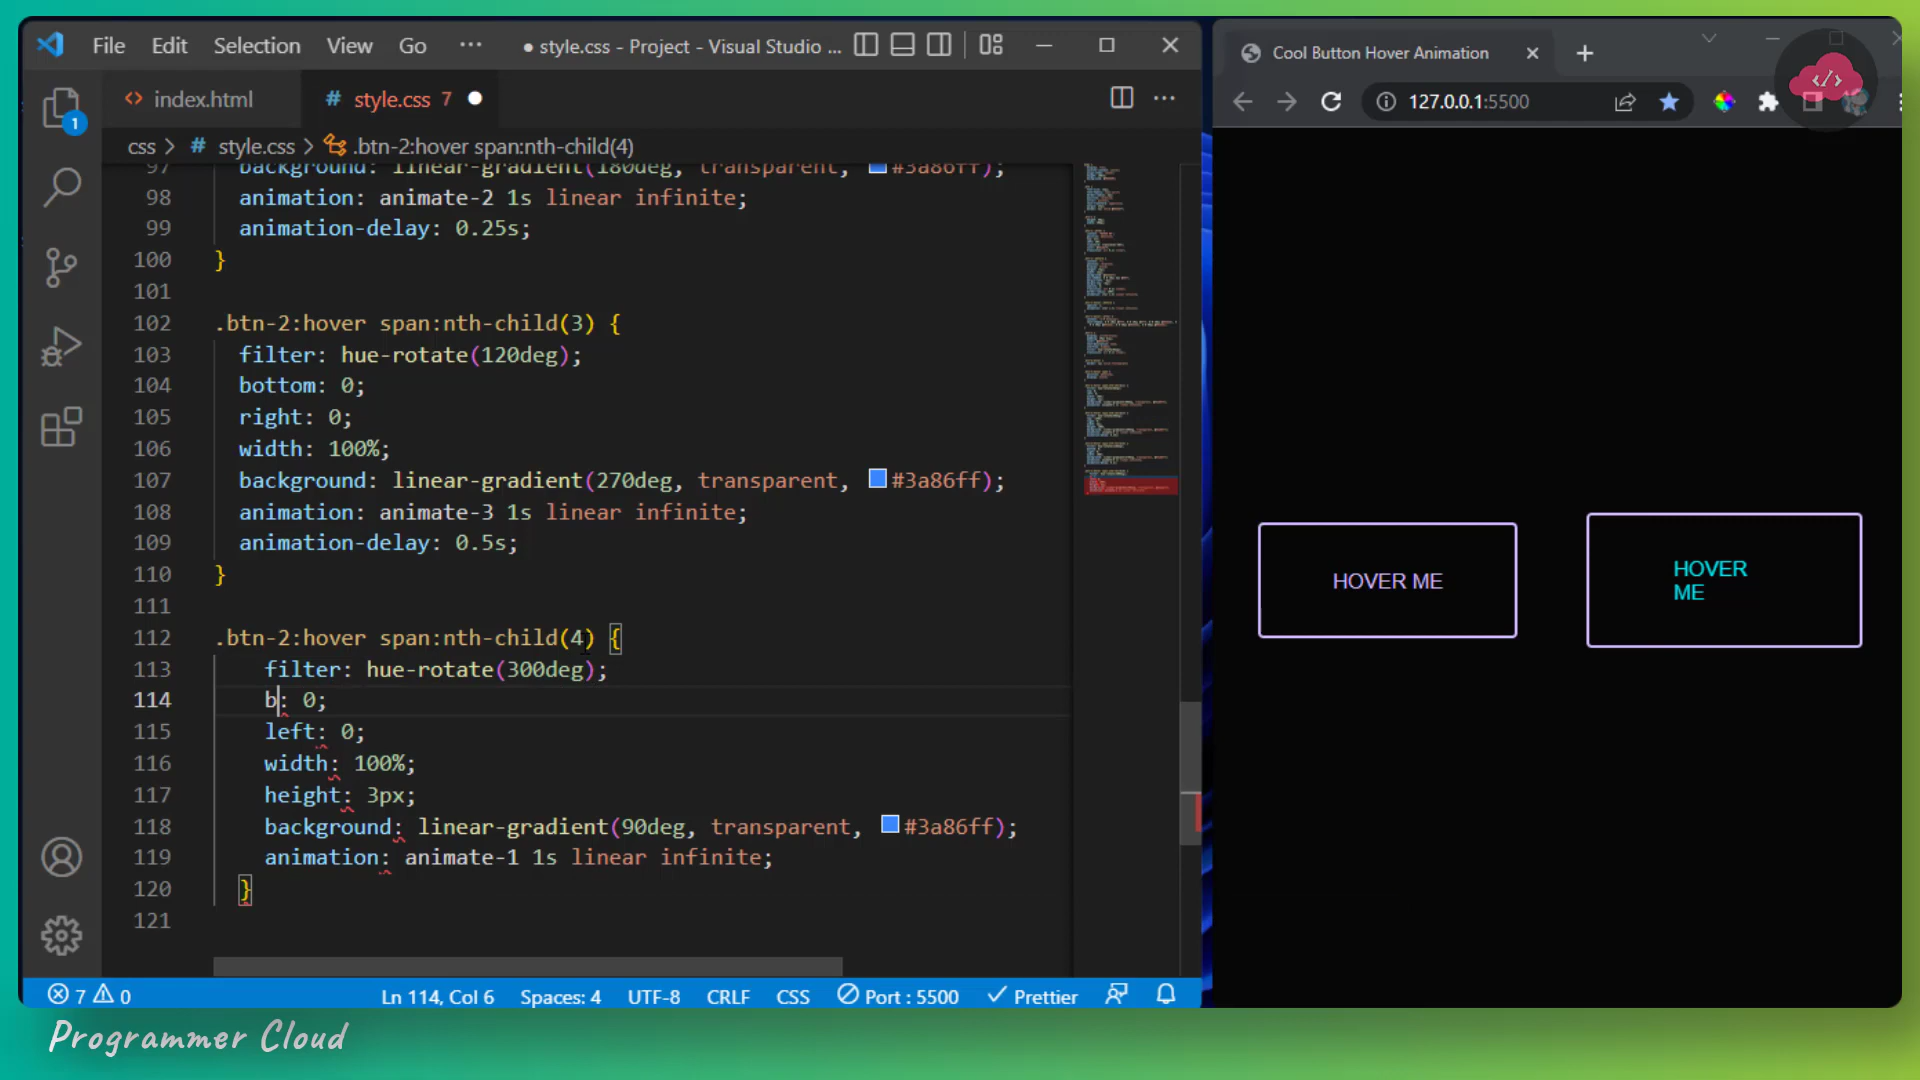 File Edit Selection View Go ··· ● style.css - Project - Visual Studio ...
index.html # style.css 7 ●
css > # style.css > .btn-2:hover span:nth-child(4)
97 background: linear-gradient(180deg, transparent, #3a86ff);
98 animation: animate-2 1s linear infinite;
99 animation-delay: 0.25s;
100 }
101
102 .btn-2:hover span:nth-child(3) {
103 filter: hue-rotate(120deg);
104 bottom: 0;
105 right: 0;
106 width: 100%;
107 background: linear-gradient(270deg, transparent, #3a86ff);
108 animation: animate-3 1s linear infinite;
109 animation-delay: 0.5s;
110 }
111
112 .btn-2:hover span:nth-child(4) {
113 filter: hue-rotate(300deg);
114 b: 0;
115 left: 0;
116 width: 100%;
117 height: 3px;
118 background: linear-gradient(90deg, transparent, #3a86ff);
119 animation: animate-1 1s linear infinite;
120 }
121
1
7 0 Ln 114, Col 6 Spaces: 4 UTF-8 CRLF CSS Port : 5500 Prettier
Cool Button Hover Animation
127.0.0.1:5500
HOVER ME
HOVER
ME
Programmer Cloud